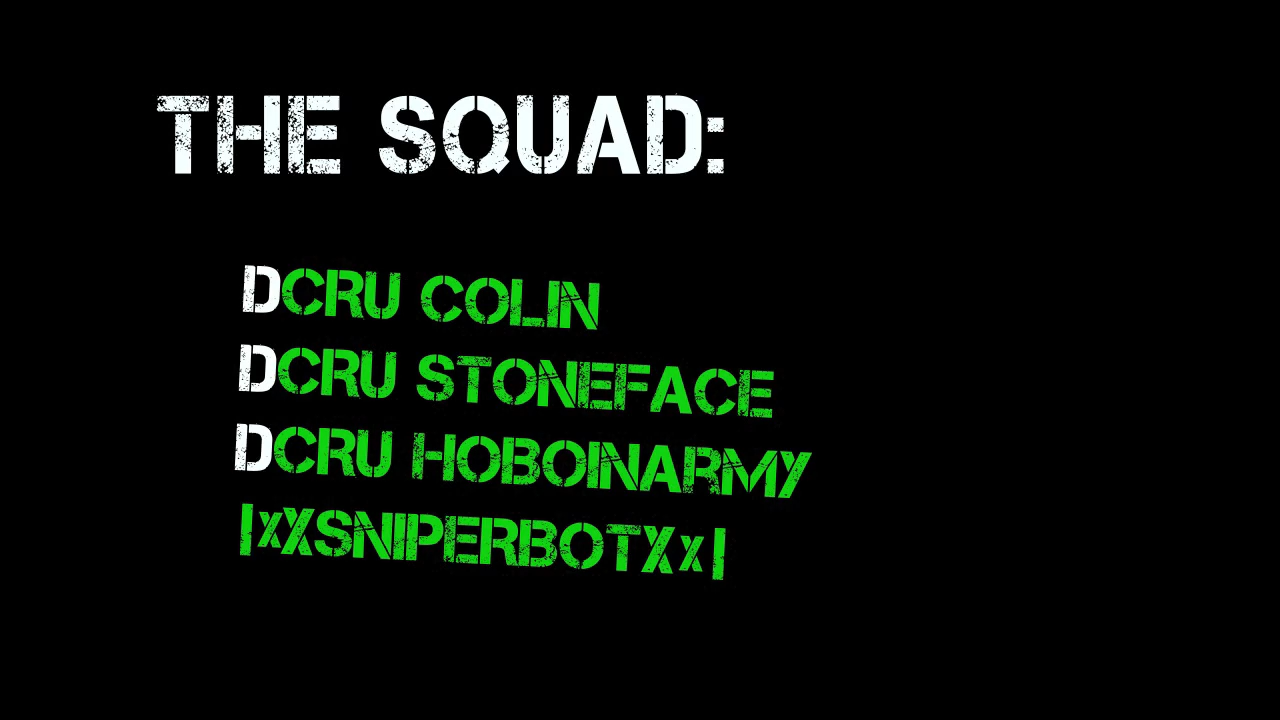 THE SQUAD:
DCRU COLIN
DCRU STONEFACE
DCRU HOBOINARMY
|xXSNIPERBOTXx|